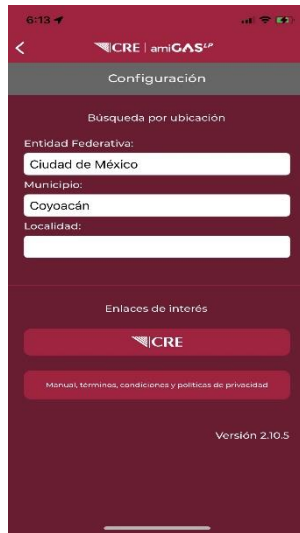 6:13
CRE | amiGASLP
Configuración
Búsqueda por ubicación
Entidad Federativa:
Ciudad de México
Municipio:
Coyoacán
Localidad:
Enlaces de interés
CRE
Manual, términos, condiciones y políticas de privacidad
Versión 2.10.5